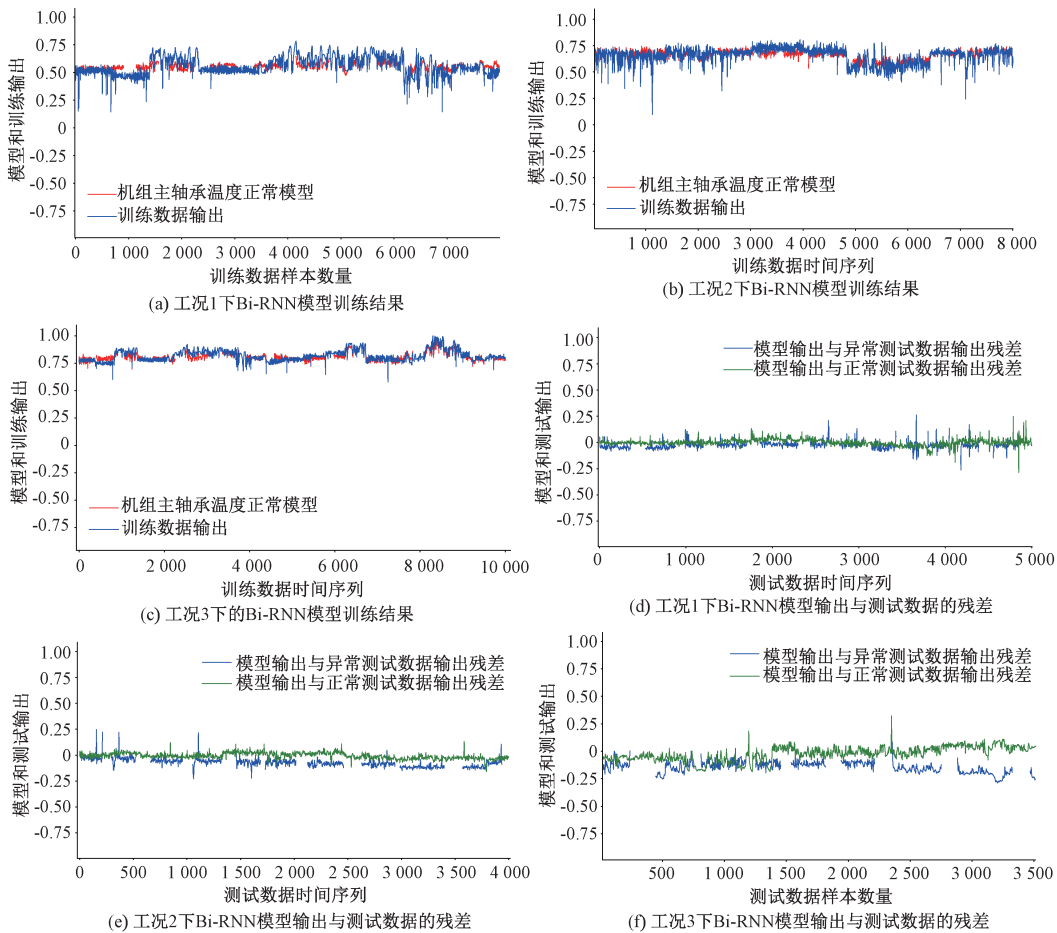 1.00
0.75
0.50
0.25
0
-0.25
-0.50
-0.75
模型和训练输出
机组主轴承温度正常模型
训练数据输出
0 1 000 2 000 3 000 4 000 5 000 6 000 7 000
训练数据样本数量
(a) 工况1下Bi-RNN模型训练结果
1.00
0.75
0.50
0.25
0
-0.25
-0.50
-0.75
模型和训练输出
机组主轴承温度正常模型
训练数据输出
1 000 2 000 3 000 4 000 5 000 6 000 7 000 8 000
训练数据时间序列
(b) 工况2下Bi-RNN模型训练结果
1.00
0.75
0.50
0.25
0
-0.25
-0.50
-0.75
模型和训练输出
机组主轴承温度正常模型
训练数据输出
0 2 000 4 000 6 000 8 000 10 000
训练数据时间序列
(c) 工况3下的Bi-RNN模型训练结果
1.00
0.75
0.50
0.25
0
-0.25
-0.50
-0.75
模型和测试输出
模型输出与异常测试数据输出残差
模型输出与正常测试数据输出残差
0 1 000 2 000 3 000 4 000 5 000
测试数据时间序列
(d) 工况1下Bi-RNN模型输出与测试数据的残差
1.00
0.75
0.50
0.25
0
-0.25
-0.50
-0.75
模型和测试输出
模型输出与异常测试数据输出残差
模型输出与正常测试数据输出残差
0 500 1 000 1 500 2 000 2 500 3 000 3 500 4 000
测试数据时间序列
(e) 工况2下Bi-RNN模型输出与测试数据的残差
1.00
0.75
0.50
0.25
0
-0.25
-0.50
-0.75
模型和测试输出
模型输出与异常测试数据输出残差
模型输出与正常测试数据输出残差
500 1 000 1 500 2 000 2 500 3 000 3 500
测试数据样本数量
(f) 工况3下Bi-RNN模型输出与测试数据的残差